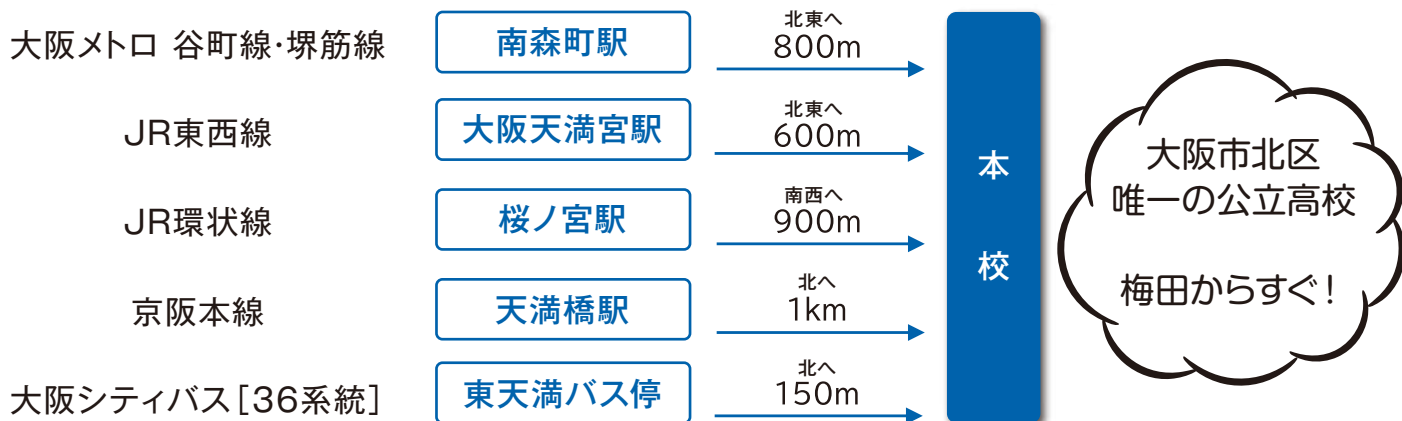 大阪メトロ 谷町線・堺筋線
南森町駅
北東へ
800m
JR東西線
大阪天満宮駅
北東へ
600m
JR環状線
桜ノ宮駅
南西へ
900m
京阪本線
天満橋駅
北へ
1km
大阪シティバス[36系統]
東天満バス停
北へ
150m
本校
大阪市北区
唯一の公立高校
梅田からすぐ!